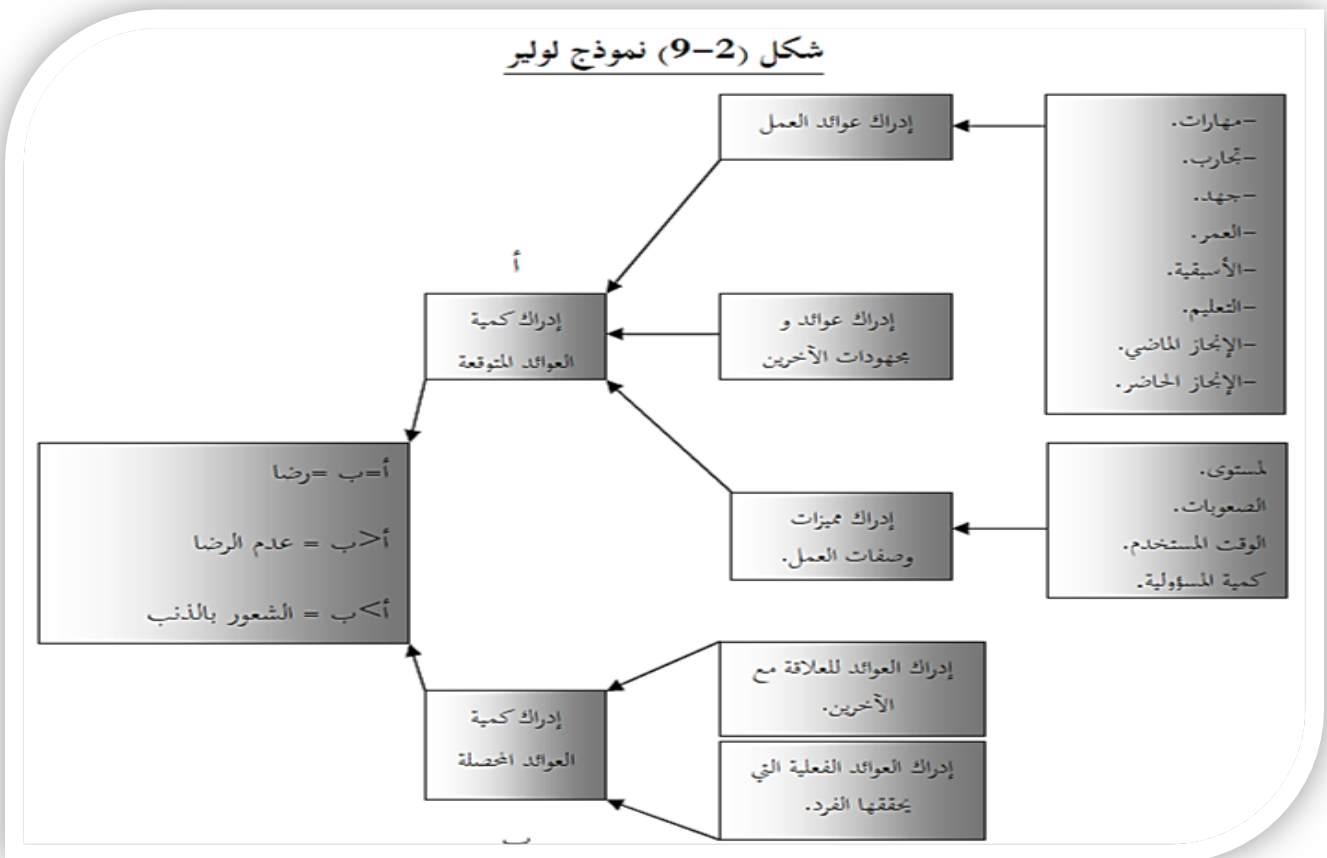 شكل (2-9) نموذج لولير
-مهارات.
-تجارب.
-جهد.
-العمر.
-الأسبقية.
-التعليم.
-الإنجاز الماضي.
-الإنجاز الحاضر.
إدراك عوائد العمل
أ
إدراك عوائد و
مجهودات الآخرين
إدراك كمية
العوائد المتوقعة
لمستوى.
الصعوبات.
الوقت المستخدم.
كمية المسؤولية.
إدراك مميزات
وصفات العمل.
أ=ب =رضا
أ<ب = عدم الرضا
أ>ب = الشعور بالذنب
إدراك العوائد للعلاقة مع
الآخرين.
إدراك العوائد الفعلية التي
يحققها الفرد.
إدراك كمية
العوائد المحصلة
ب